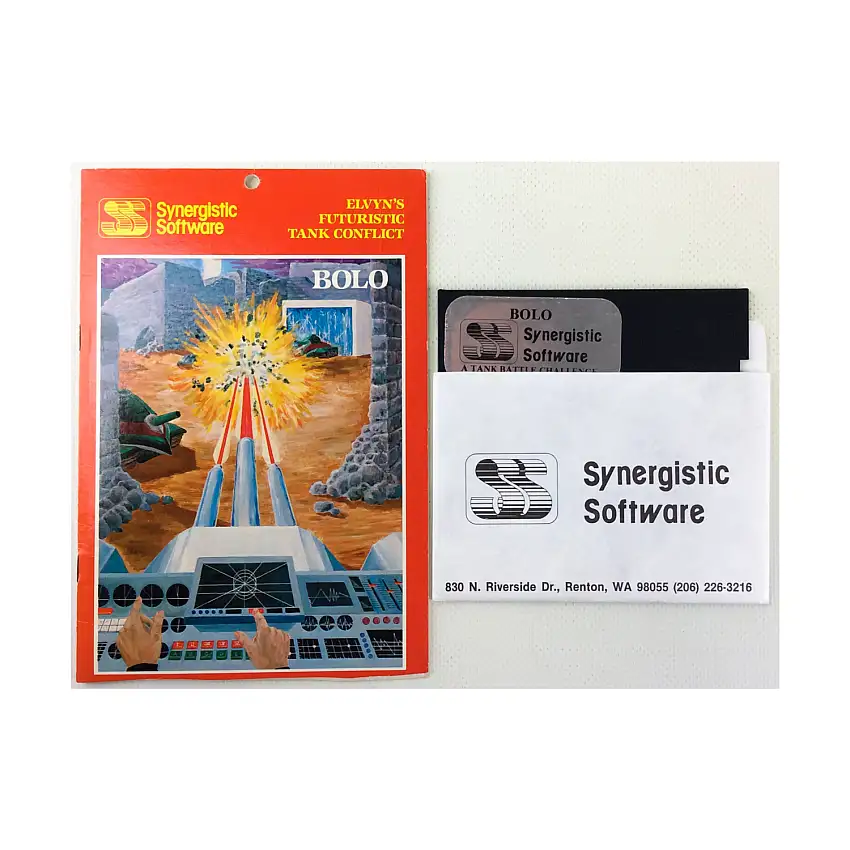 Synergistic
Software
ELVYN'S
FUTURISTIC
TANK CONFLICT
BOLO
BOLO
Synergistic
Software
A TANK BATTLE CHALLENGE
Synergistic
Software
830 N. Riverside Dr., Renton, WA 98055 (206) 226-3216